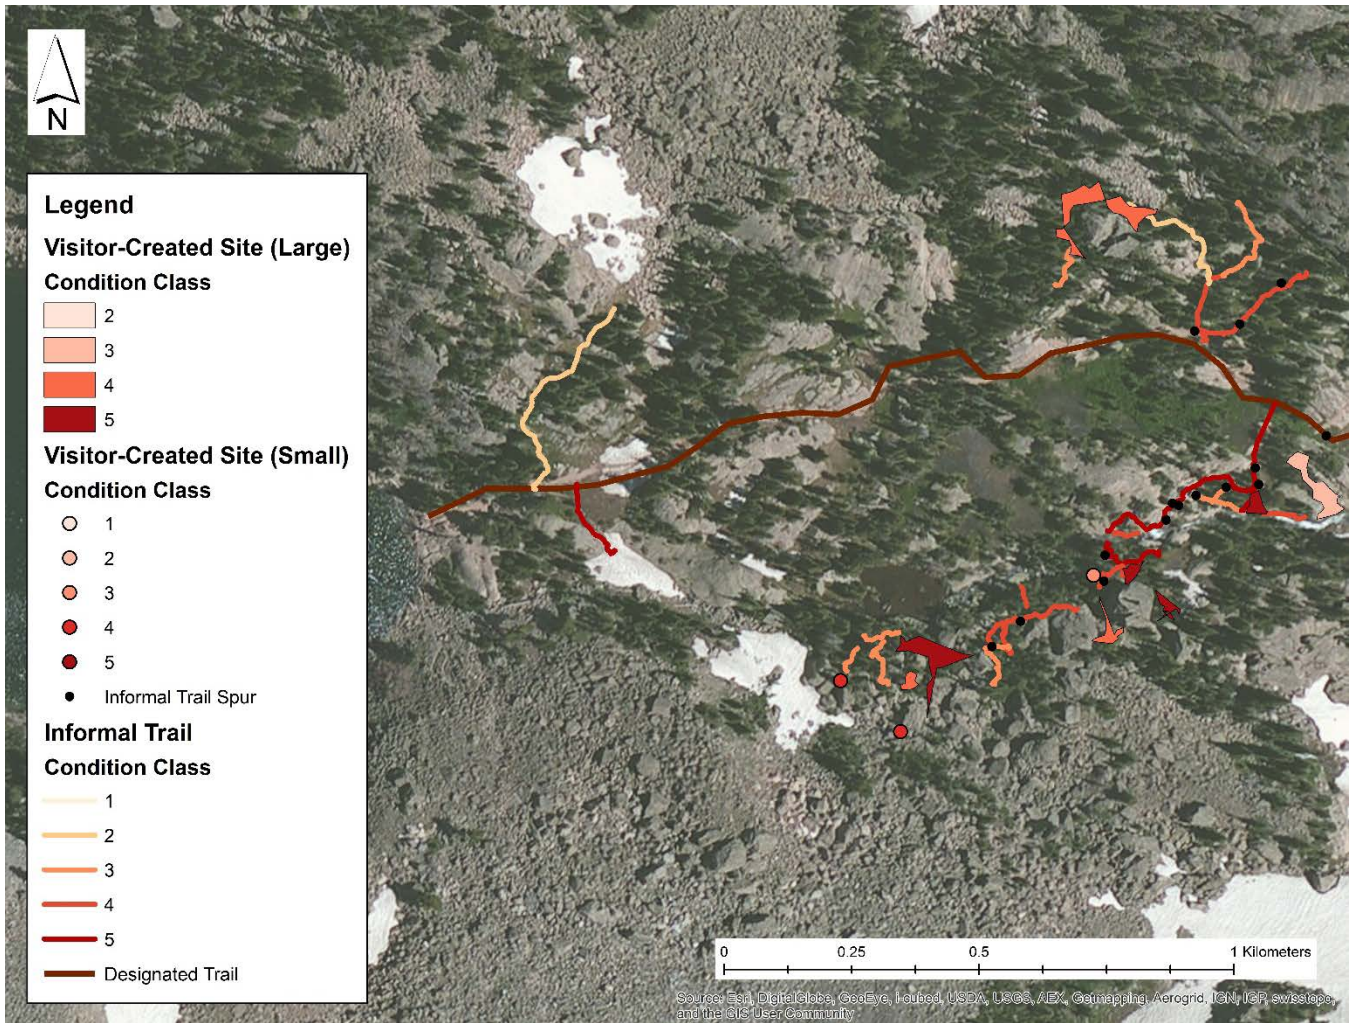 N
Legend
Visitor-Created Site (Large)
Condition Class
2
3
4
5
Visitor-Created Site (Small)
Condition Class
1
2
3
4
5
Informal Trail Spur
Informal Trail
Condition Class
1
2
3
4
5
Designated Trail
0 0.25 0.5 1 Kilometers
Source: Esri, DigitalGlobe, GeoEye, i-cubed, USDA, USGS, AEX, Getmapping, Aerogrid, IGN, IGP, swisstopo,
and the GIS User Community